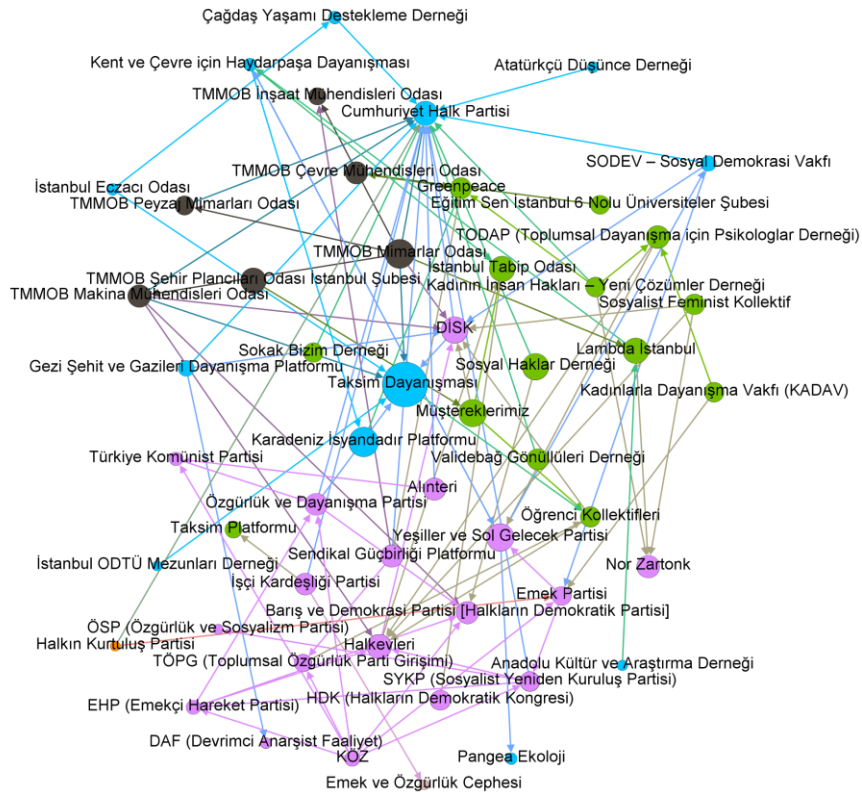 Çağdaş Yaşamı Destekleme Derneği
Kent ve Çevre için Haydarpaşa Dayanışması
Atatürkçü Düşünce Derneği
TMMOB İnşaat Mühendisleri Odası
Cumhuriyet Halk Partisi
SODEV – Sosyal Demokrasi Vakfı
TMMOB Çevre Mühendisleri Odası
İstanbul Eczacı Odası
Greenpeace
TMMOB Peyzaj Mimarları Odası
Eğitim Sen İstanbul 6 Nolu Üniversiteler Şubesi
TODAP (Toplumsal Dayanışma için Psikologlar Derneği)
TMMOB Mimarlar Odası
İstanbul Tabip Odası
TMMOB Şehir Plancıları Odası İstanbul Şubesi
Kadının İnsan Hakları – Yeni Çözümler Derneği
TMMOB Makina Mühendisleri Odası
Sosyalist Feminist Kollektif
DİSK
Sokak Bizim Derneği
Lambda İstanbul
Sosyal Haklar Derneği
Gezi Şehit ve Gazileri Dayanışma Platformu
Taksim Dayanışması
Kadınlarla Dayanışma Vakfı (KADAV)
Müştereklerimiz
Karadeniz İsyandadır Platformu
Validebağ Gönüllüleri Derneği
Türkiye Komünist Partisi
Alınteri
Özgürlük ve Dayanışma Partisi
Öğrenci Kollektifleri
Taksim Platformu
Yeşiller ve Sol Gelecek Partisi
Sendikal Güçbirliği Platformu
İstanbul ODTÜ Mezunları Derneği
Nor Zartonk
İşçi Kardeşliği Partisi
Emek Partisi
Barış ve Demokrasi Partisi [Halkların Demokratik Partisi]
ÖSP (Özgürlük ve Sosyalizm Partisi)
Halkın Kurtuluş Partisi
Halkevleri
TÖPG (Toplumsal Özgürlük Parti Girişimi)
Anadolu Kültür ve Araştırma Derneği
SYKP (Sosyalist Yeniden Kuruluş Partisi)
HDK (Halkların Demokratik Kongresi)
EHP (Emekçi Hareket Partisi)
DAF (Devrimci Anarşist Faaliyet)
KÖZ
Pangea Ekoloji
Emek ve Özgürlük Cephesi